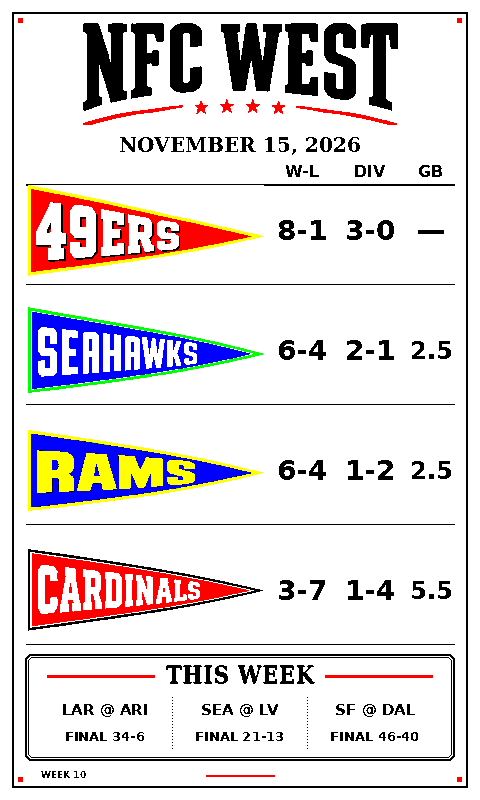 NFC WEST
NOVEMBER 15, 2026
W-L DIV GB
49ERS 8-1 3-0 —
SEAHAWKS 6-4 2-1 2.5
RAMS 6-4 1-2 2.5
CARDINALS 3-7 1-4 5.5
THIS WEEK
LAR @ ARI SEA @ LV SF @ DAL
FINAL 34-6 FINAL 21-13 FINAL 46-40
WEEK 10